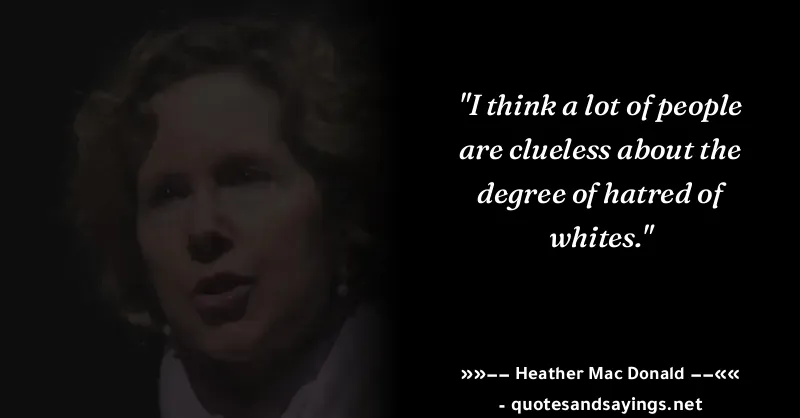 "I think a lot of people
are clueless about the
degree of hatred of
whites."
»»−− Heather Mac Donald −−««
- quotesandsayings.net